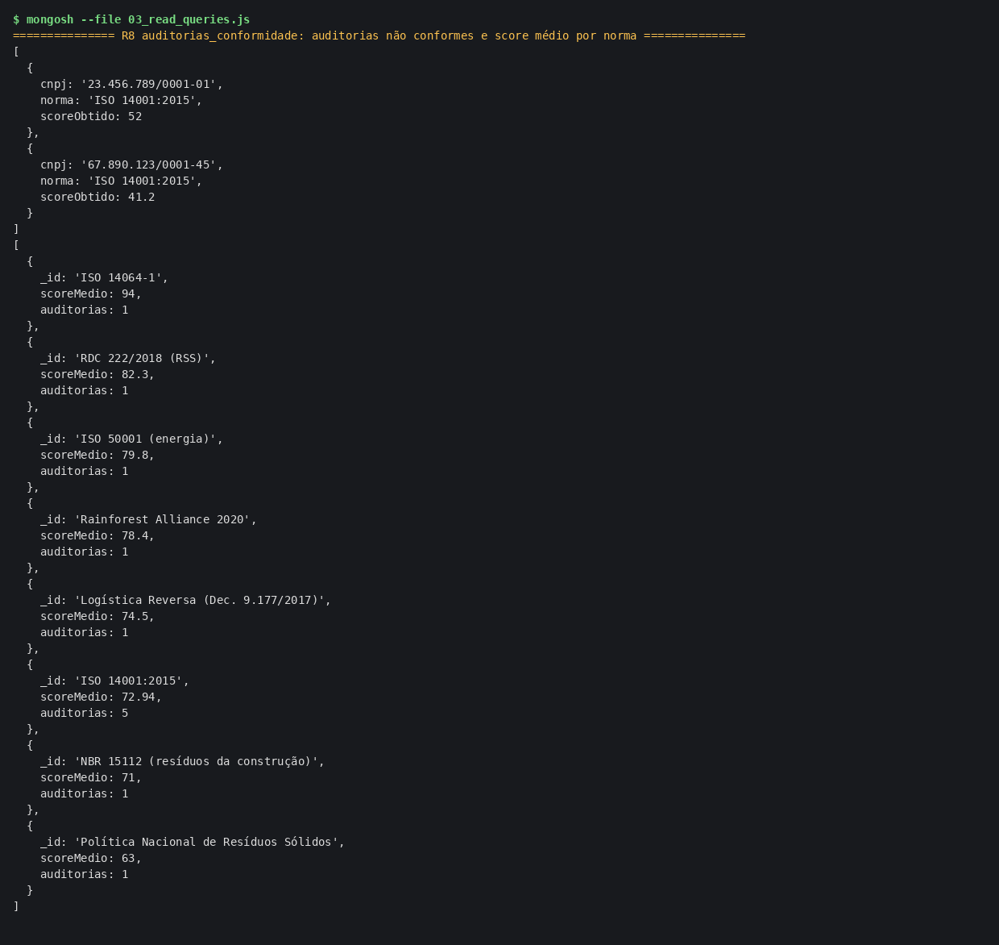 $ mongosh --file 03_read_queries.js
=============== R8 auditorias_conformidade: auditorias não conformes e score médio por norma ===============
[
  {
    cnpj: '23.456.789/0001-01',
    norma: 'ISO 14001:2015',
    scoreObtido: 52
  },
  {
    cnpj: '67.890.123/0001-45',
    norma: 'ISO 14001:2015',
    scoreObtido: 41.2
  }
]
[
  {
    _id: 'ISO 14064-1',
    scoreMedio: 94,
    auditorias: 1
  },
  {
    _id: 'RDC 222/2018 (RSS)',
    scoreMedio: 82.3,
    auditorias: 1
  },
  {
    _id: 'ISO 50001 (energia)',
    scoreMedio: 79.8,
    auditorias: 1
  },
  {
    _id: 'Rainforest Alliance 2020',
    scoreMedio: 78.4,
    auditorias: 1
  },
  {
    _id: 'Logística Reversa (Dec. 9.177/2017)',
    scoreMedio: 74.5,
    auditorias: 1
  },
  {
    _id: 'ISO 14001:2015',
    scoreMedio: 72.94,
    auditorias: 5
  },
  {
    _id: 'NBR 15112 (resíduos da construção)',
    scoreMedio: 71,
    auditorias: 1
  },
  {
    _id: 'Política Nacional de Resíduos Sólidos',
    scoreMedio: 63,
    auditorias: 1
  }
]